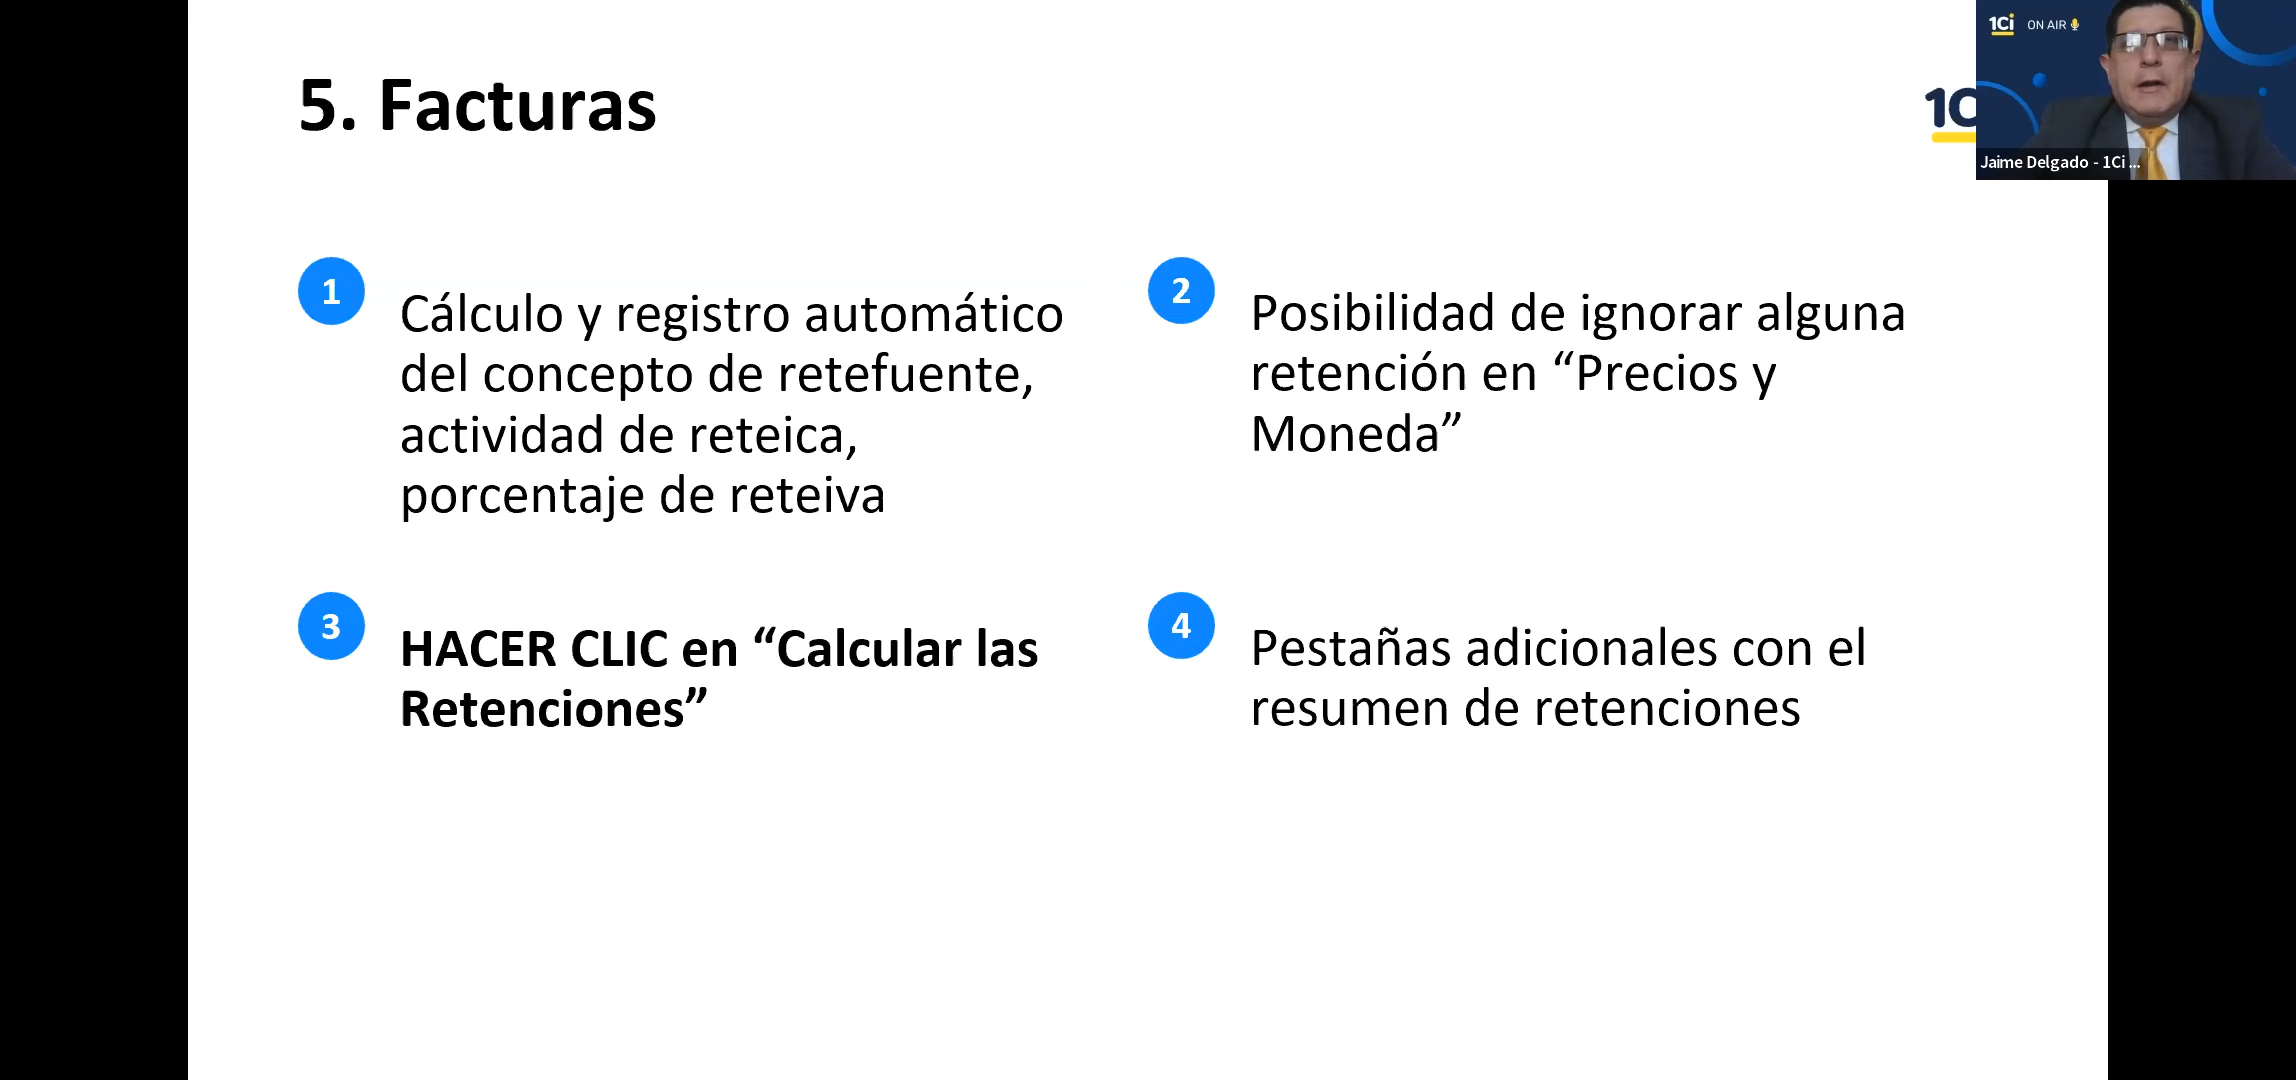 5. Facturas
1Ci ON AIR
1C
Jaime Delgado - 1Ci ...
1
Cálculo y registro automático
del concepto de retefuente,
actividad de reteica,
porcentaje de reteiva
2
Posibilidad de ignorar alguna
retención en “Precios y
Moneda”
3
HACER CLIC en “Calcular las
Retenciones”
4
Pestañas adicionales con el
resumen de retenciones